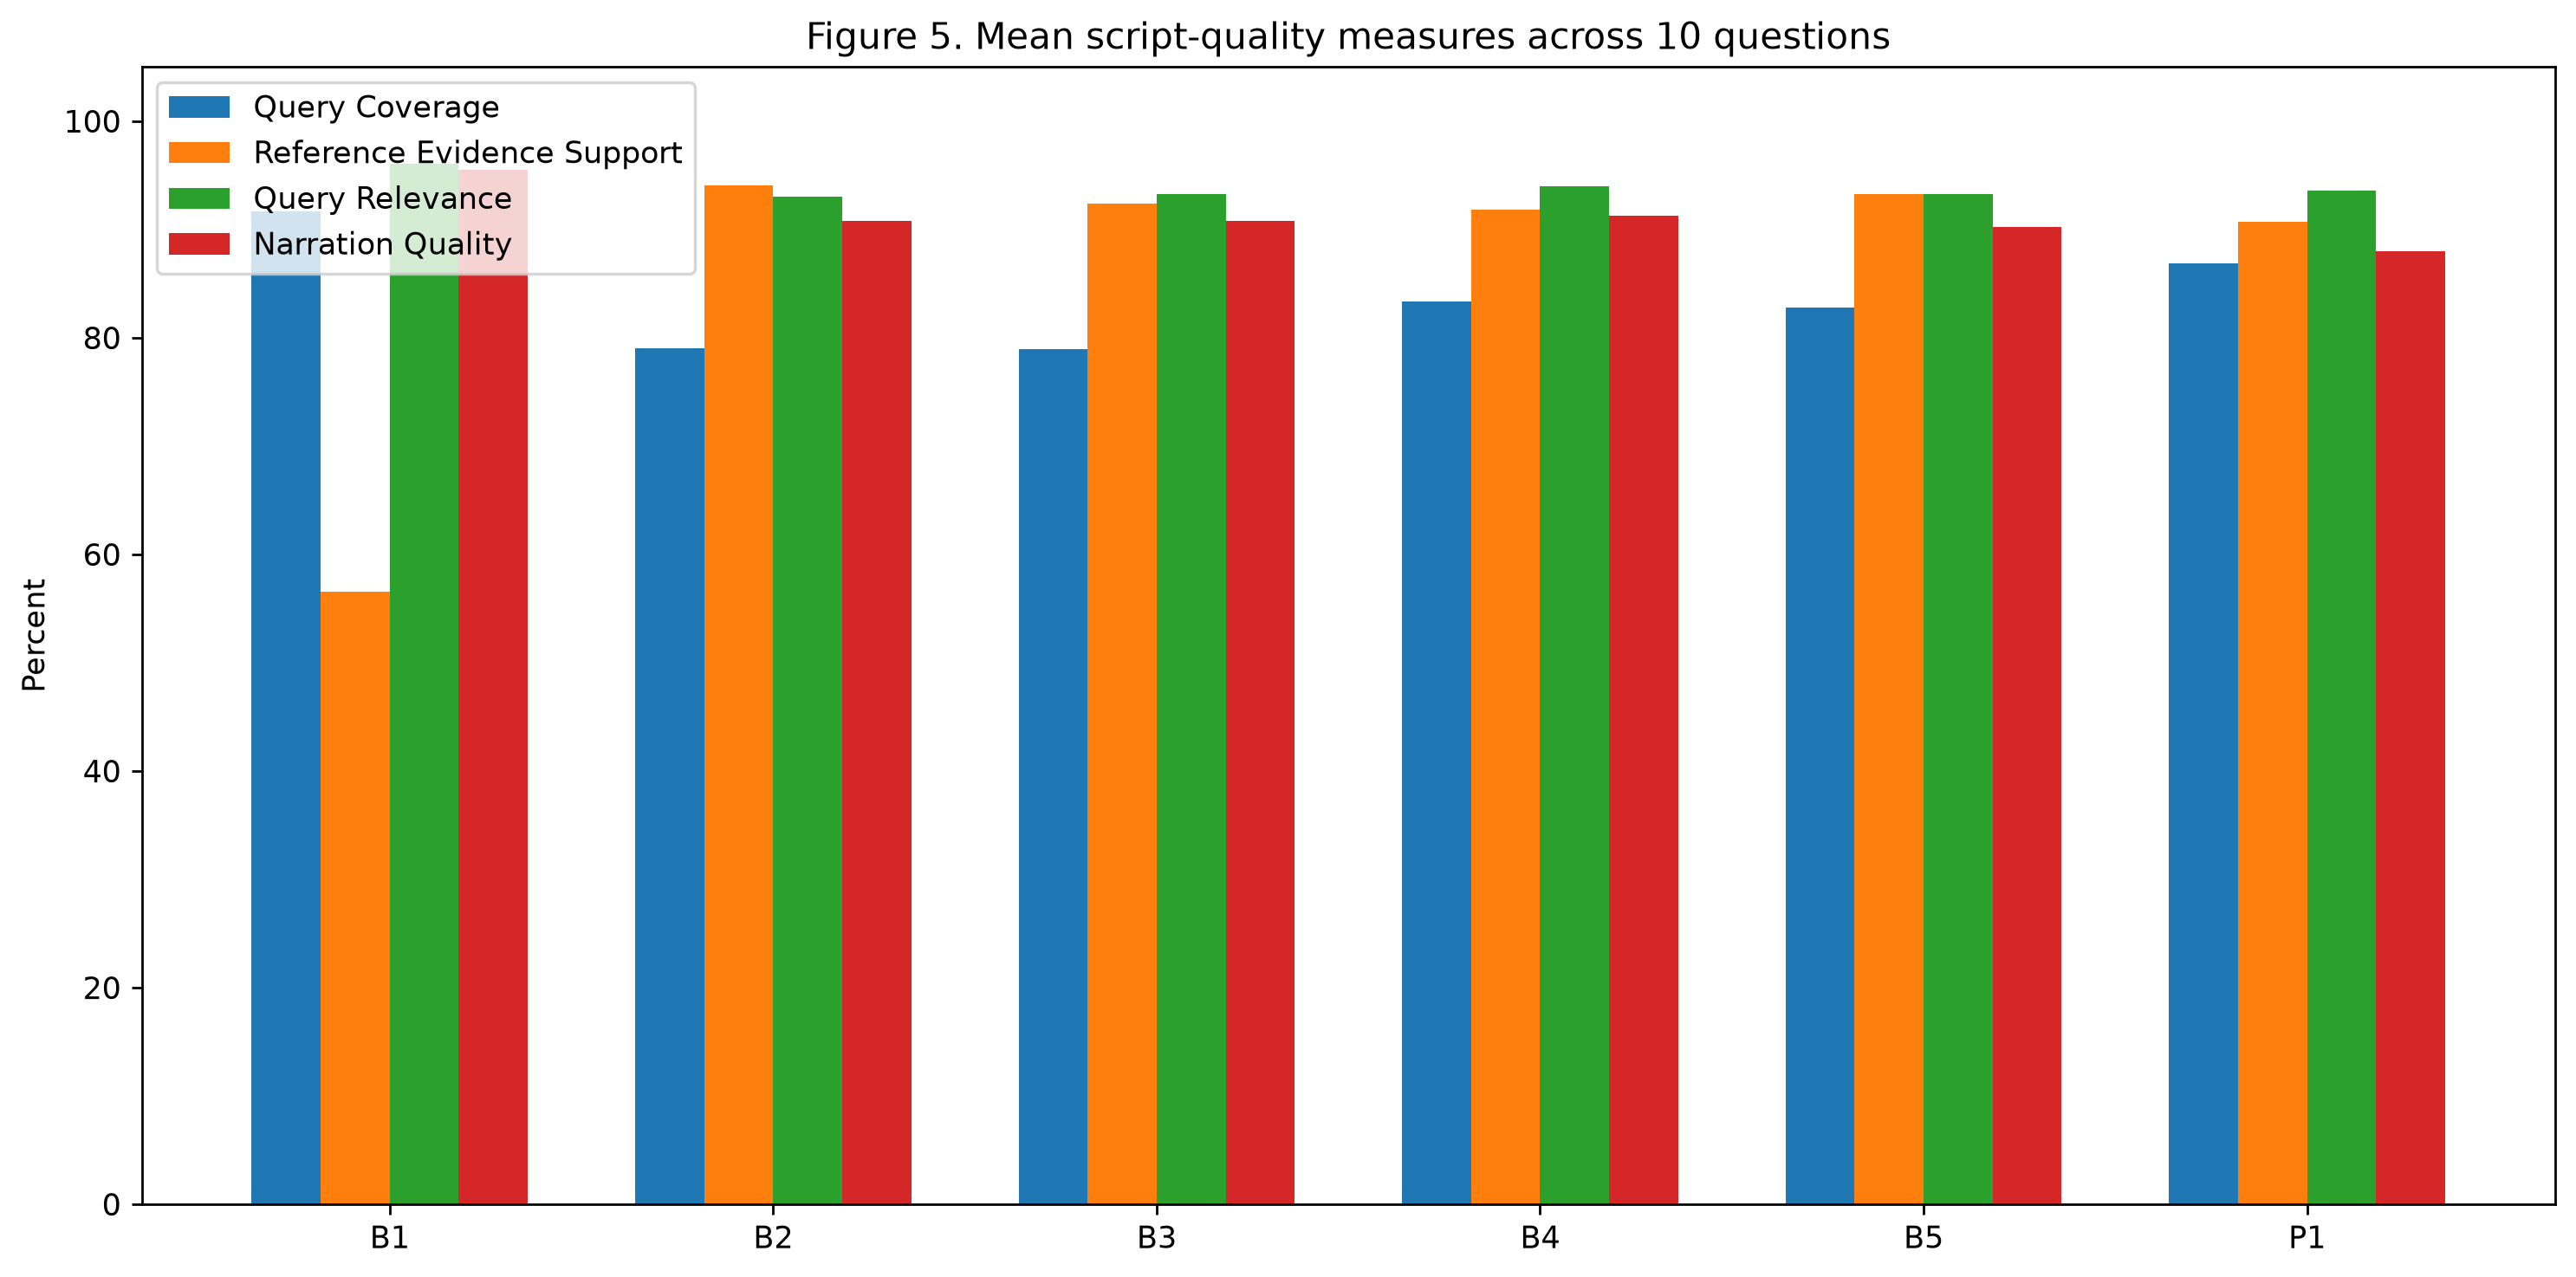 Figure 5. Mean script-quality measures across 10 questions
Query Coverage
Reference Evidence Support
Query Relevance
Narration Quality
Percent
100
80
60
40
20
0
B1
B2
B3
B4
B5
P1